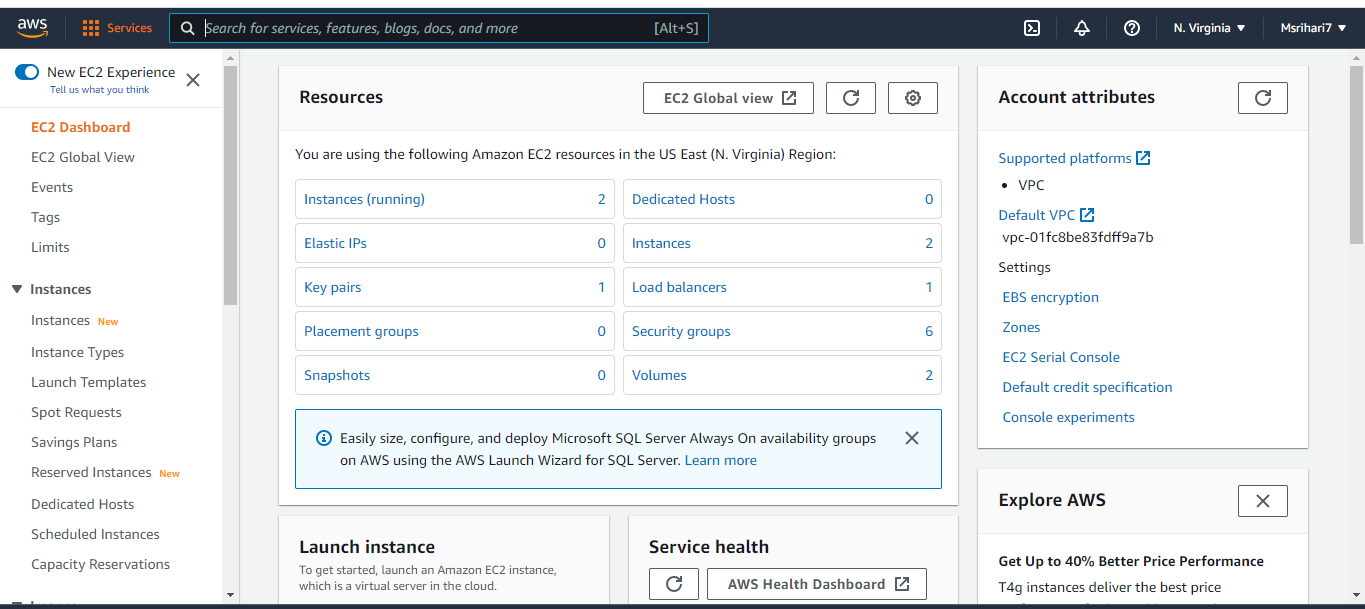 aws
Services
Search for services, features, blogs, docs, and more [Alt+S]
N. Virginia
Msrihari7
New EC2 Experience
Tell us what you think
EC2 Dashboard
EC2 Global View
Events
Tags
Limits
Instances
Instances New
Instance Types
Launch Templates
Spot Requests
Savings Plans
Reserved Instances New
Dedicated Hosts
Scheduled Instances
Capacity Reservations
Resources
EC2 Global view
You are using the following Amazon EC2 resources in the US East (N. Virginia) Region:
Instances (running) 2
Dedicated Hosts 0
Elastic IPs 0
Instances 2
Key pairs 1
Load balancers 1
Placement groups 0
Security groups 6
Snapshots 0
Volumes 2
Easily size, configure, and deploy Microsoft SQL Server Always On availability groups
on AWS using the AWS Launch Wizard for SQL Server. Learn more
Launch instance
To get started, launch an Amazon EC2 instance,
which is a virtual server in the cloud.
Service health
AWS Health Dashboard
Account attributes
Supported platforms
VPC
Default VPC
vpc-01fc8be83fdff9a7b
Settings
EBS encryption
Zones
EC2 Serial Console
Default credit specification
Console experiments
Explore AWS
Get Up to 40% Better Price Performance
T4g instances deliver the best price